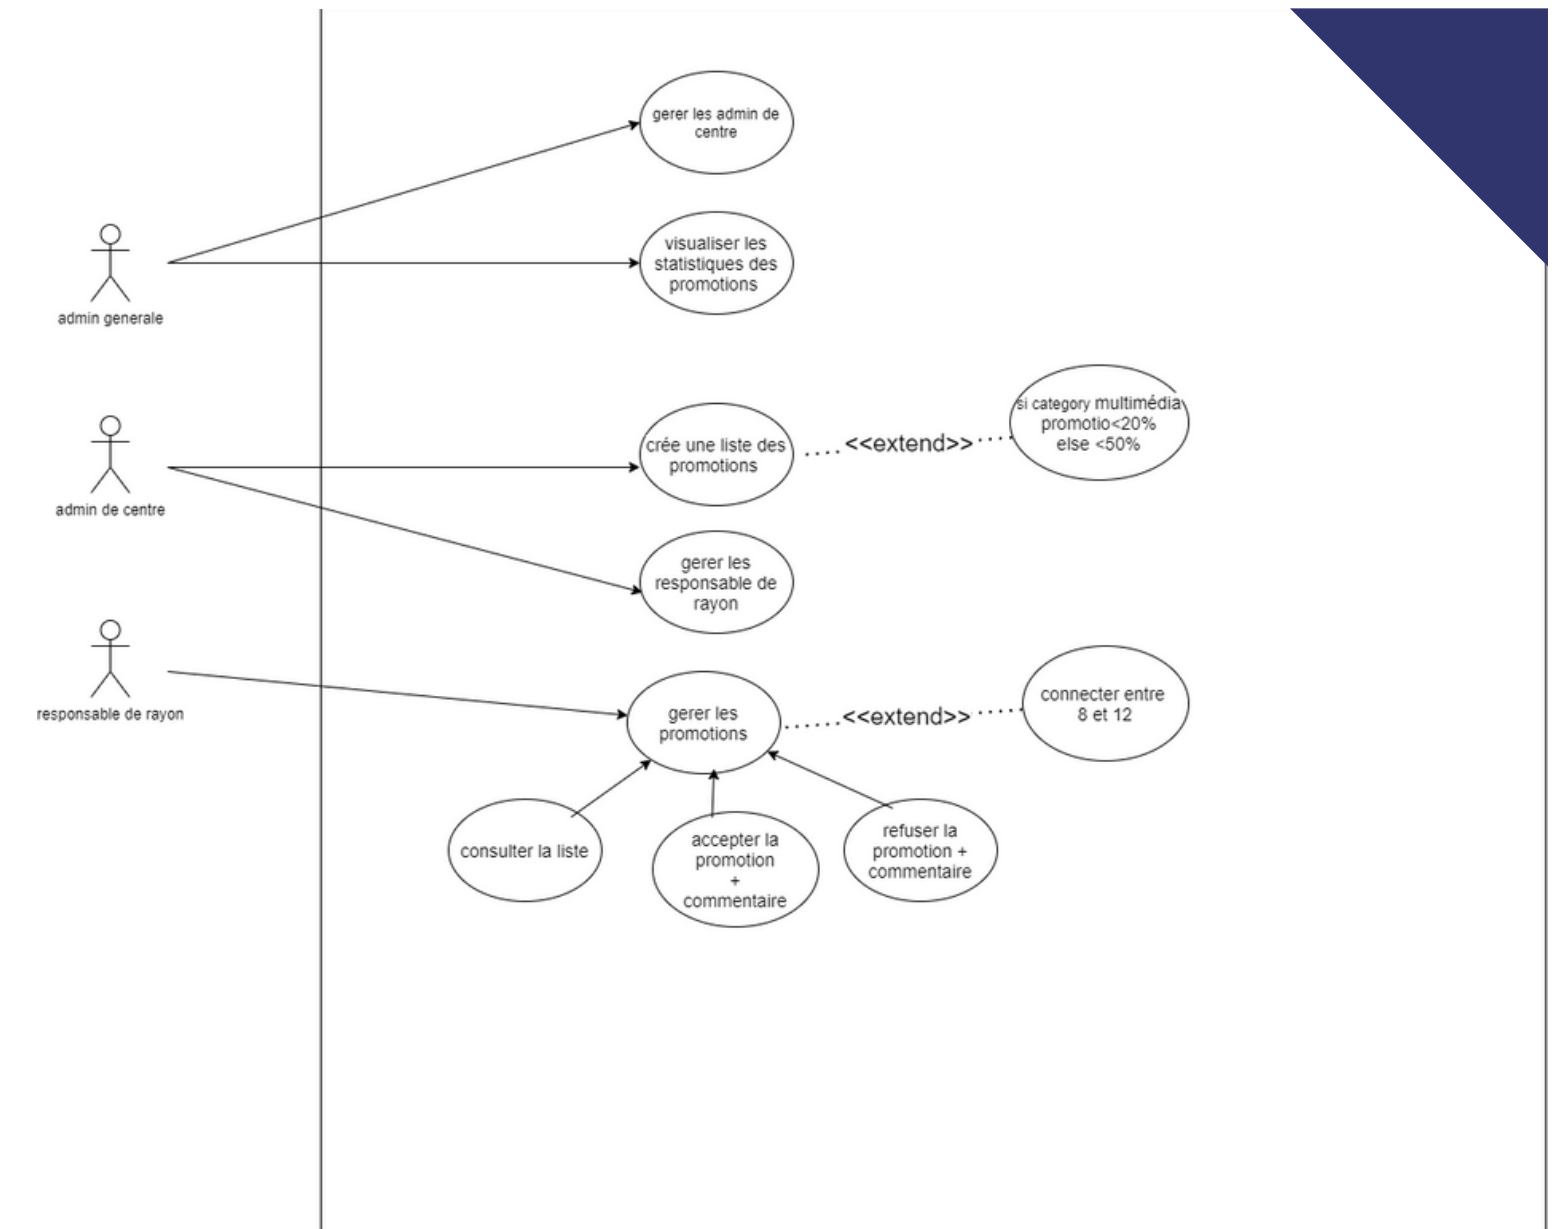 gerer les admin de
centre
visualiser les
statistiques des
promotions
admin generale
si category multimédia
promotio<20%
else <50%
crée une liste des
promotions
<<extend>>
admin de centre
gerer les
responsable de
rayon
responsable de rayon
gerer les
promotions
<<extend>>
connecter entre
8 et 12
consulter la liste
accepter la
promotion
+
commentaire
refuser la
promotion +
commentaire